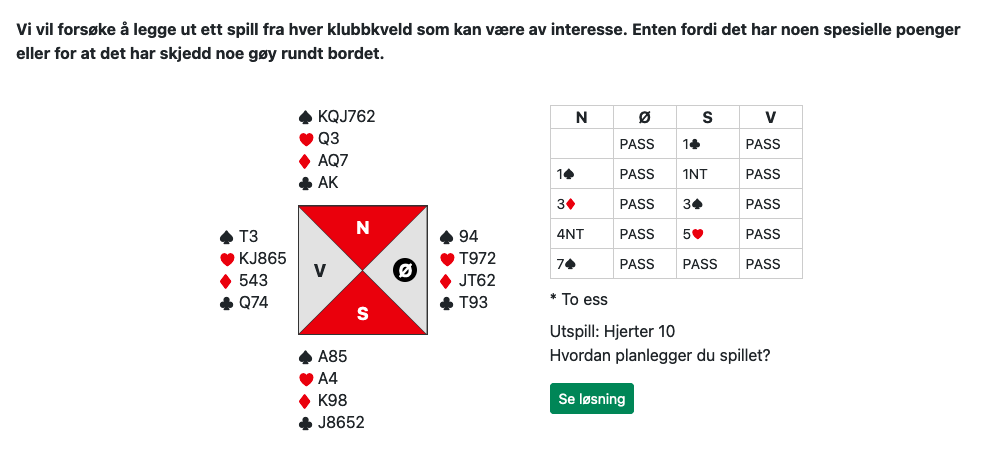 Vi vil forsøke å legge ut ett spill fra hver klubbkveld som kan være av interesse. Enten fordi det har noen spesielle poenger
eller for at det har skjedd noe gøy rundt bordet.
♠ KQJ762
♥ Q3
♦ AQ7
♣ AK
♠ T3
♥ KJ865
♦ 543
♣ Q74
N
V
Ø
S
♠ 94
♥ T972
♦ JT62
♣ T93
♠ A85
♥ A4
♦ K98
♣ J8652
N Ø S V
PASS 1♣ PASS
1♠ PASS 1NT PASS
3♦ PASS 3♠ PASS
4NT PASS 5♥ PASS
7♠ PASS PASS PASS
* To ess
Utspill: Hjerter 10
Hvordan planlegger du spillet?
Se løsning